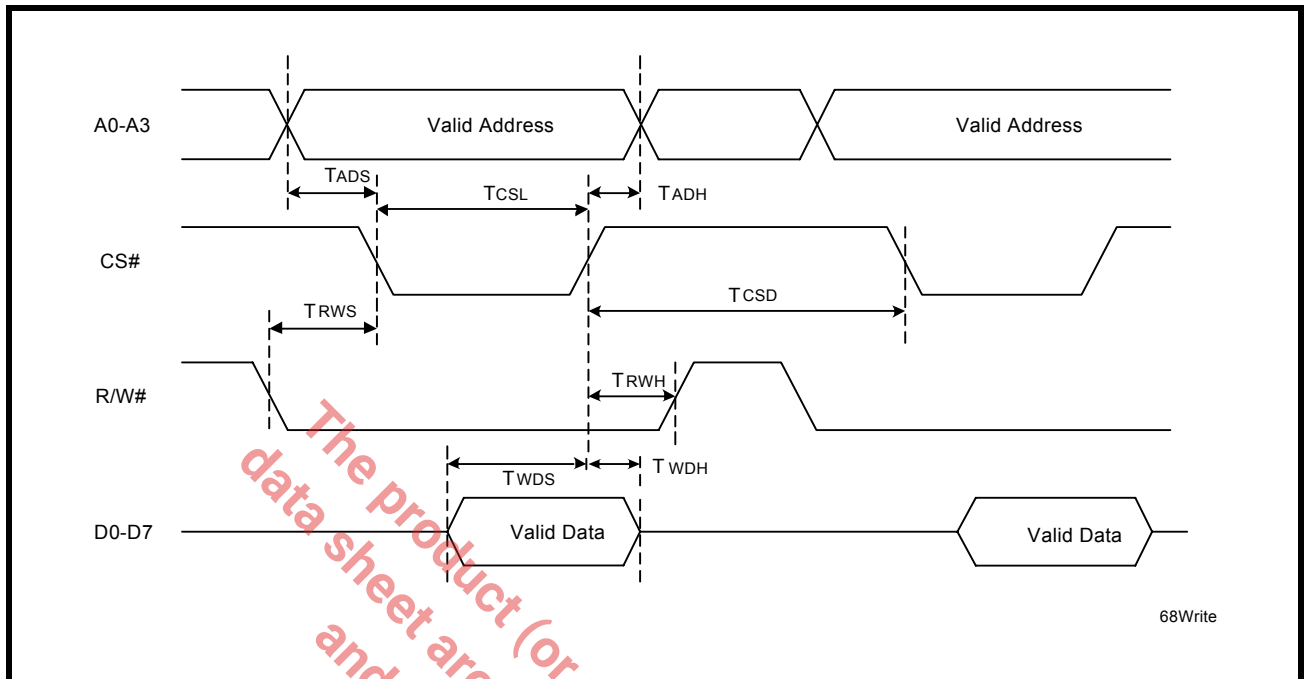 A0-A3
Valid Address
Valid Address
TADS
TCSL
TADH
CS#
TCSD
TRWS
R/W#
TRWH
TWDS
TWDH
D0-D7
Valid Data
Valid Data
68Write
The product (or
data sheet are
and